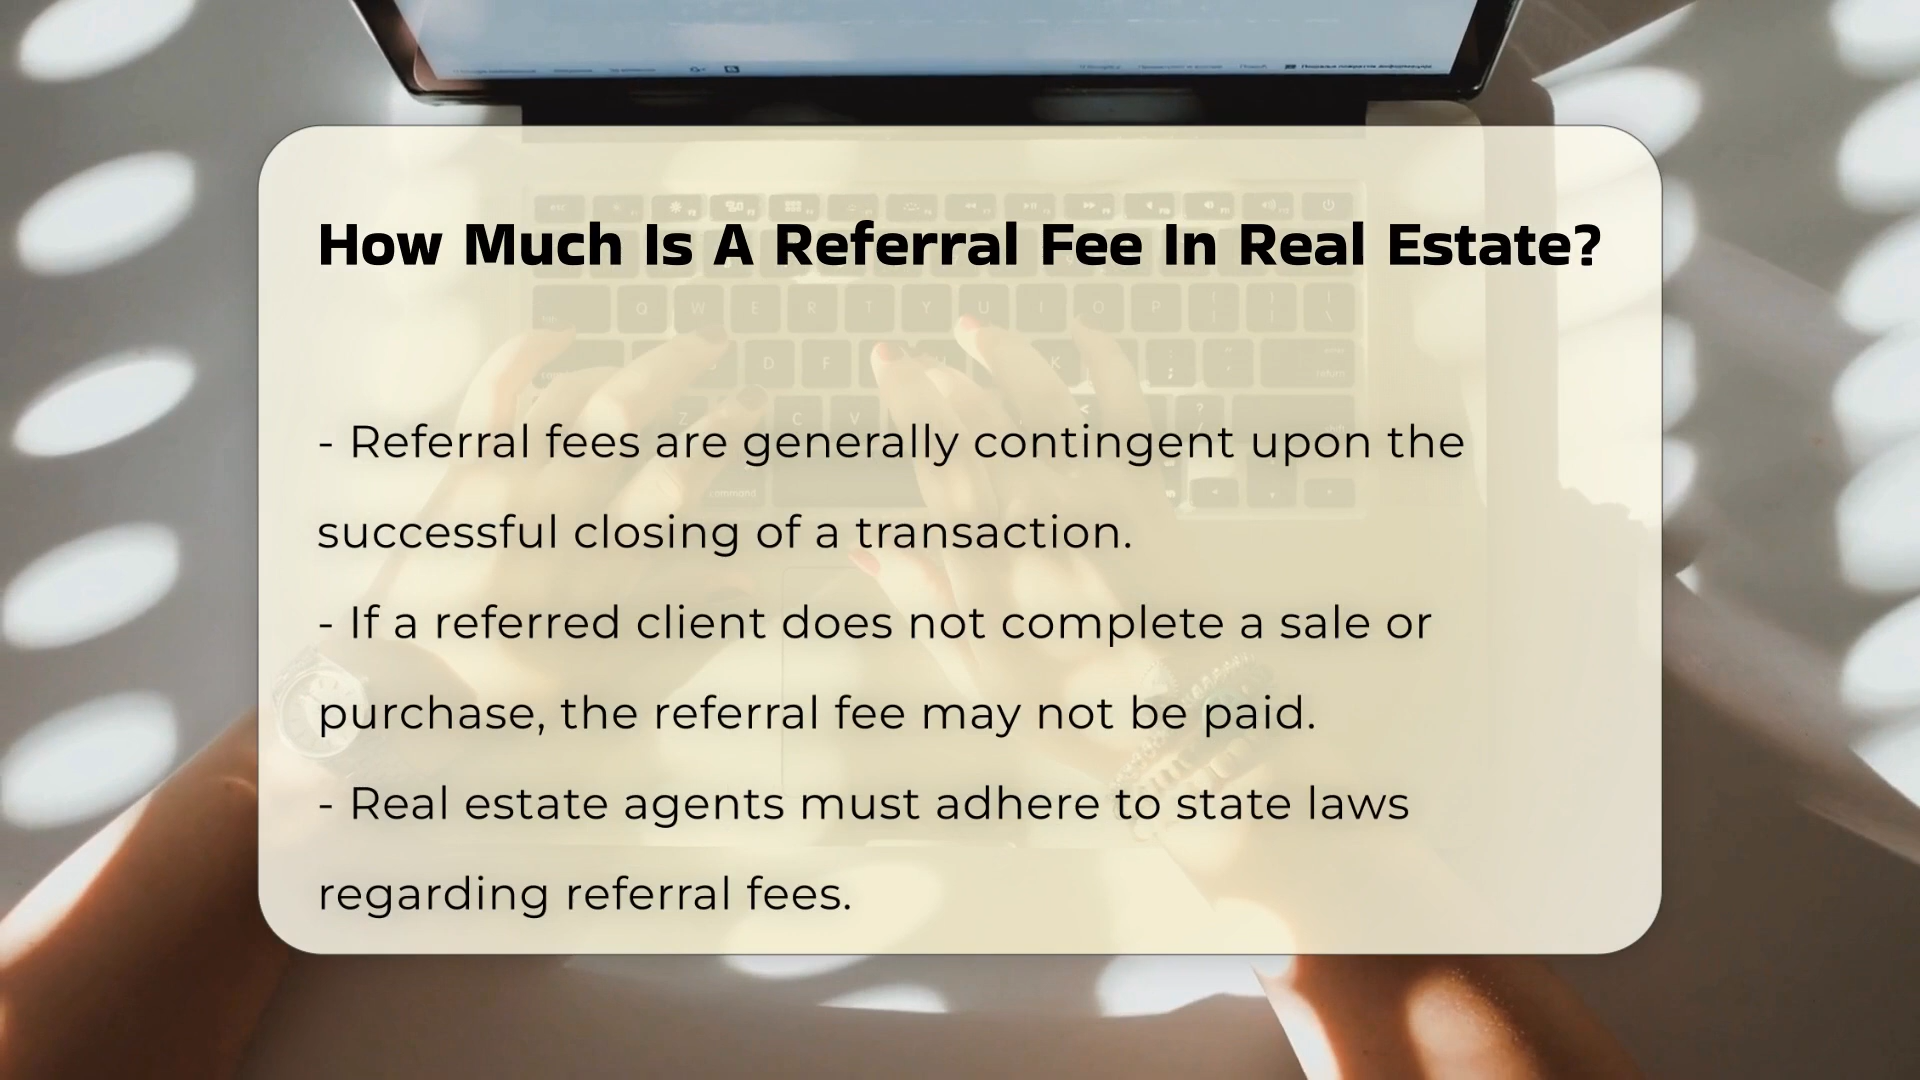 How Much Is A Referral Fee In Real Estate?
- Referral fees are generally contingent upon the
successful closing of a transaction.
- If a referred client does not complete a sale or
purchase, the referral fee may not be paid.
- Real estate agents must adhere to state laws
regarding referral fees.